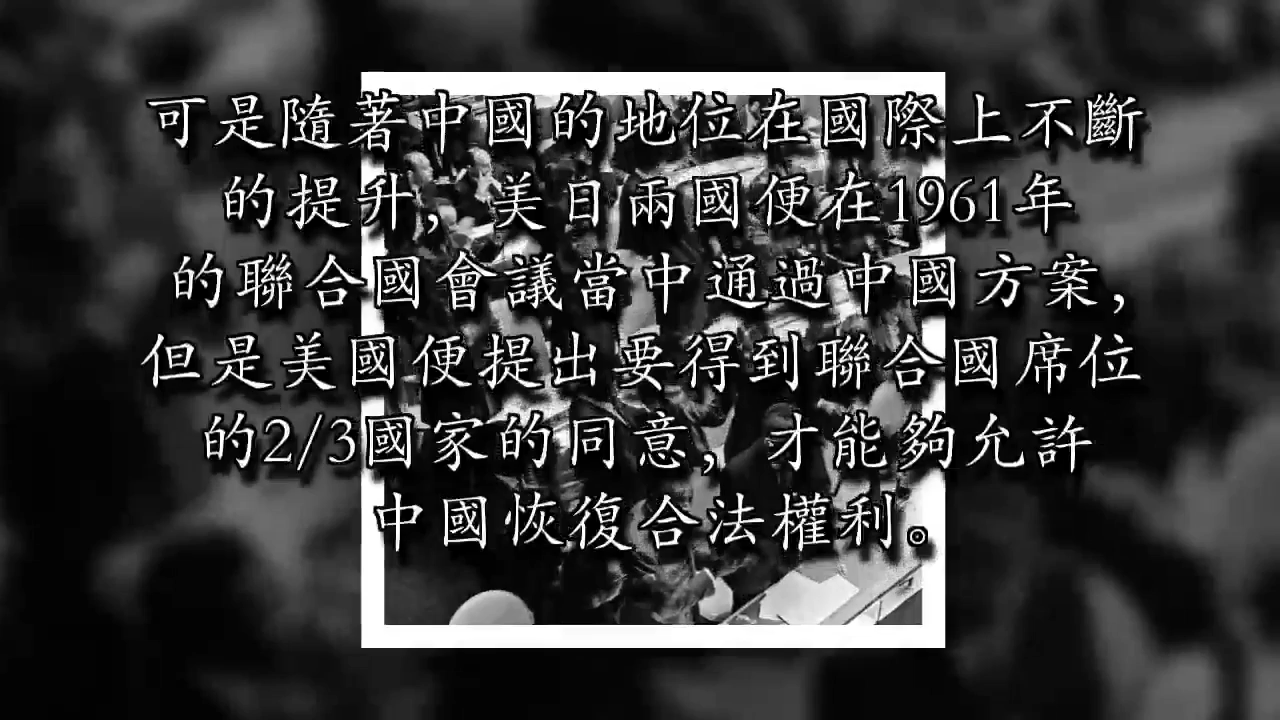 可是隨著中國的地位在國際上不斷
的提升，美日兩國便在1961年
的聯合國會議當中通過中國方案，
但是美國便提出要得到聯合國席位
的2/3國家的同意，才能夠允許
中國恢復合法權利。